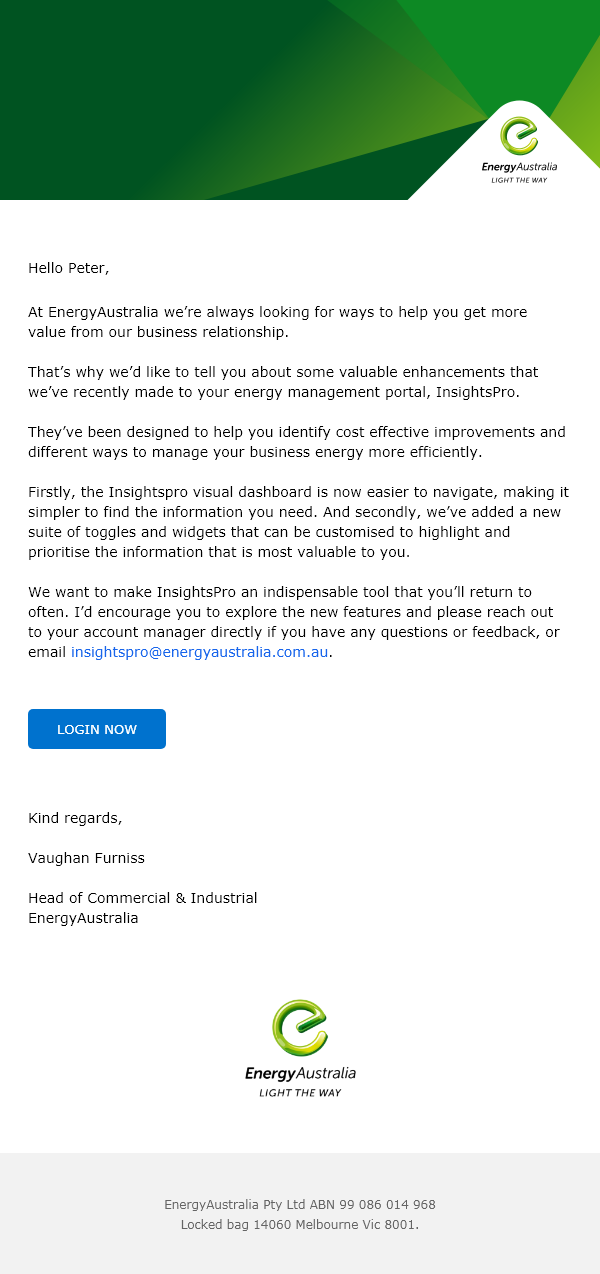 EnergyAustralia
LIGHT THE WAY
Hello Peter,
At EnergyAustralia we’re always looking for ways to help you get more
value from our business relationship.
That’s why we’d like to tell you about some valuable enhancements that
we’ve recently made to your energy management portal, InsightsPro.
They’ve been designed to help you identify cost effective improvements and
different ways to manage your business energy more efficiently.
Firstly, the Insightspro visual dashboard is now easier to navigate, making it
simpler to find the information you need. And secondly, we’ve added a new
suite of toggles and widgets that can be customised to highlight and
prioritise the information that is most valuable to you.
We want to make InsightsPro an indispensable tool that you’ll return to
often. I’d encourage you to explore the new features and please reach out
to your account manager directly if you have any questions or feedback, or
email insightspro@energyaustralia.com.au.
LOGIN NOW
Kind regards,
Vaughan Furniss
Head of Commercial & Industrial
EnergyAustralia
EnergyAustralia
LIGHT THE WAY
EnergyAustralia Pty Ltd ABN 99 086 014 968
Locked bag 14060 Melbourne Vic 8001.